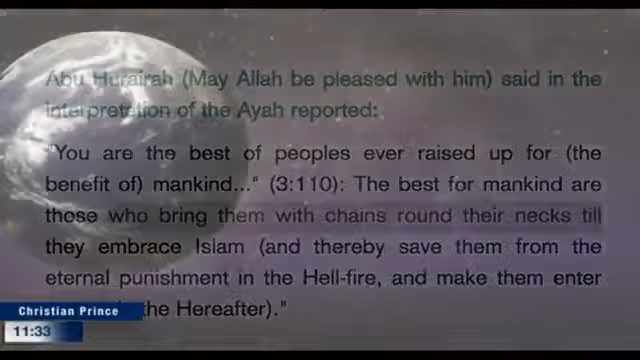 Abu Hurairah (May Allah be pleased with him) said in the
interpretation of the Ayah reported:
"You are the best of peoples ever raised up for (the
benefit of) mankind..." (3:110): The best for mankind are
those who bring them with chains round their necks till
they embrace Islam (and thereby save them from the
eternal punishment in the Hell-fire, and make them enter
the Hereafter)."
Christian Prince
11:33